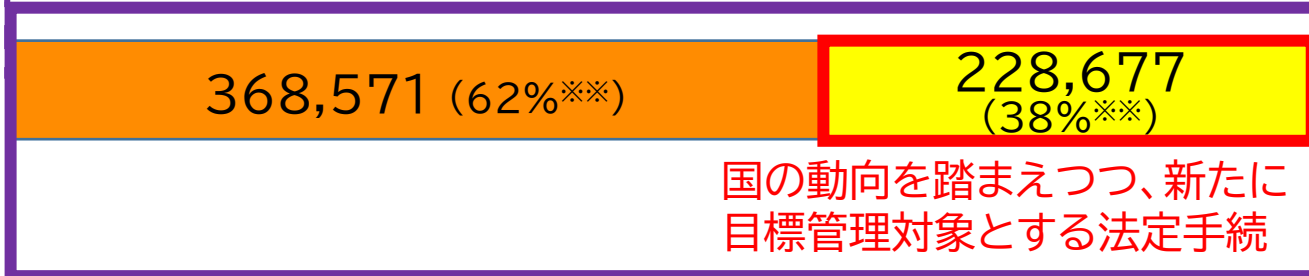 368,571 (62%※※)
228,677
(38%※※)
国の動向を踏まえつつ、新たに
目標管理対象とする法定手続